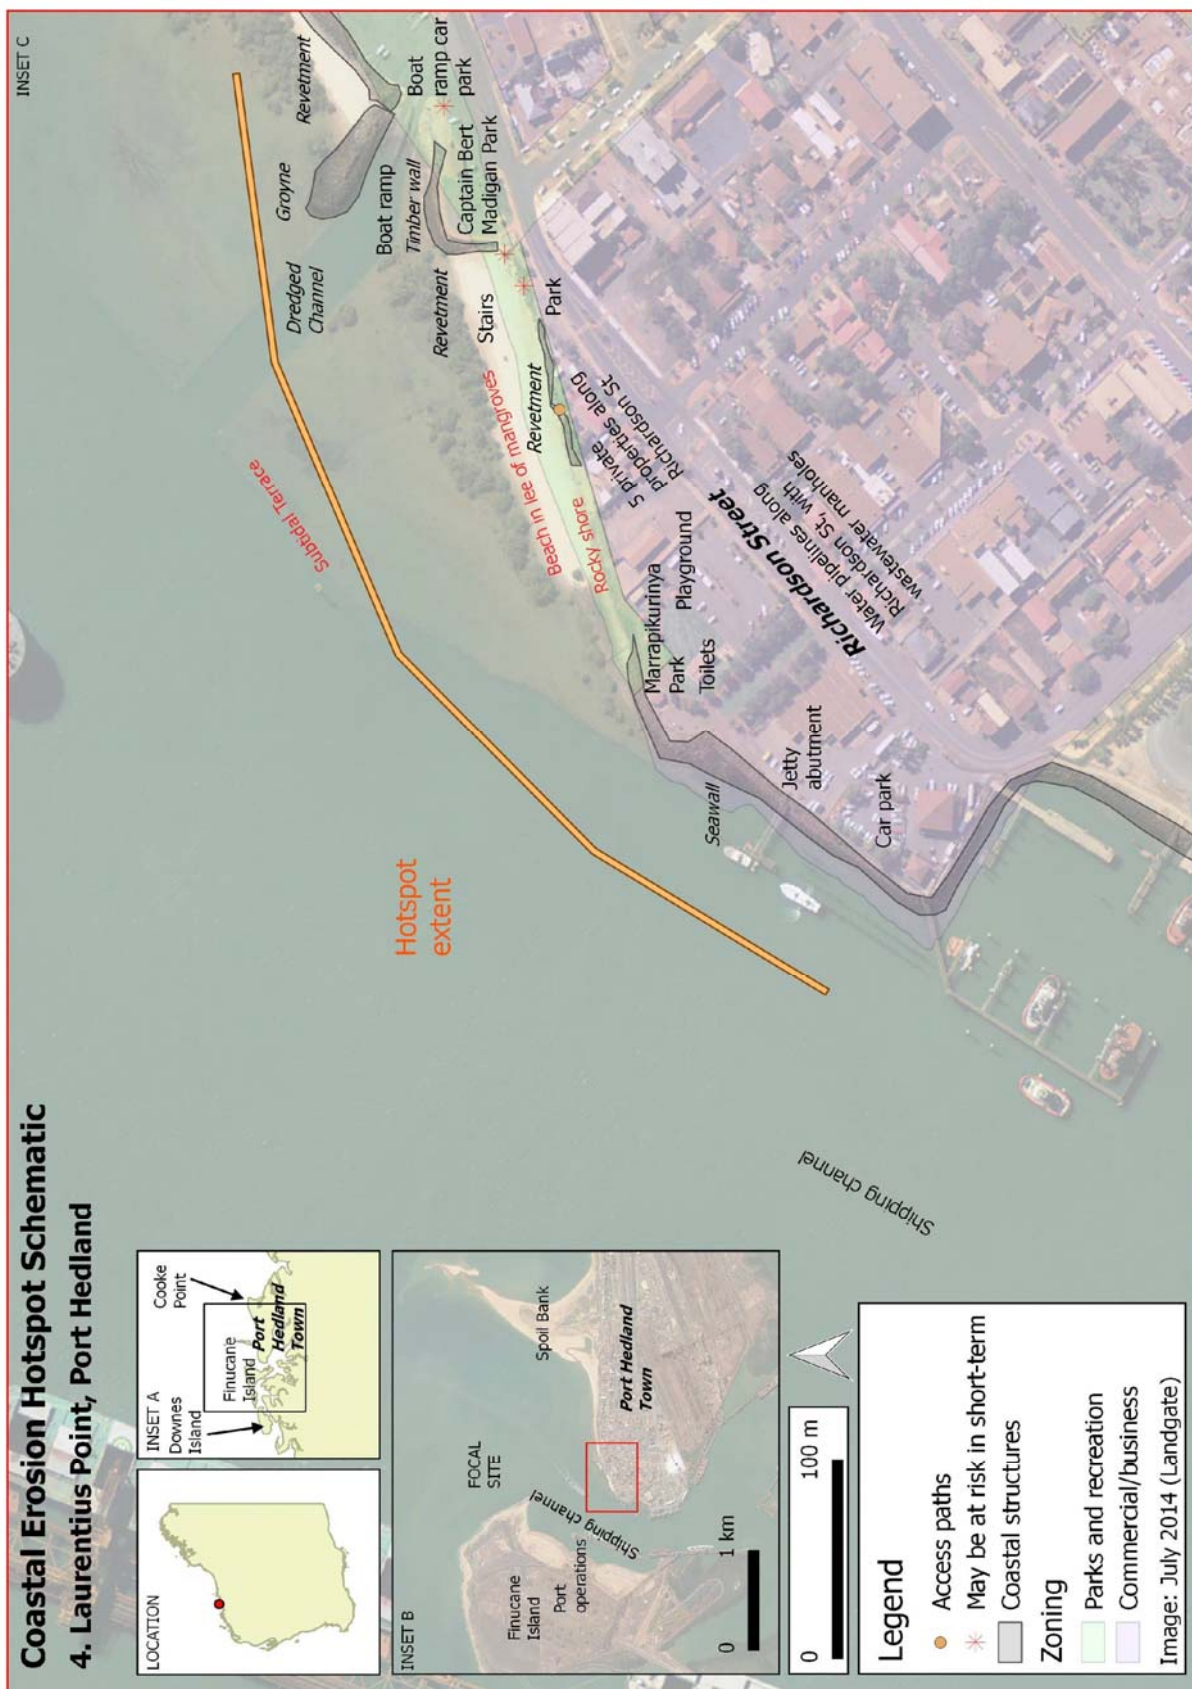 Coastal Erosion Hotspot Schematic
4. Laurentius Point, Port Hedland
INSET C
LOCATION
INSET A
Downes
Island
Finucane
Island
Cooke
Point
Port
Hedland
Town
INSET B
FOCAL
SITE
Spoil Bank
Finucane
Island
Port
operations
Shipping channel
Port Hedland
Town
0
1 km
0
100 m
Legend
Access paths
May be at risk in short-term
Coastal structures
Zoning
Parks and recreation
Commercial/business
Image: July 2014 (Landgate)
Shipping channel
Hotspot
extent
Subtidal Terrace
Dredged
Channel
Groyne
Revetment
Boat ramp
Boat
ramp car
park
Timber wall
Captain Bert
Madigan Park
Revetment
Stairs
Park
Beach in lee of mangroves
Revetment
Rocky shore
5 private
properties along
Richardson St
Marrapikurinya
Park
Playground
Toilets
Richardson Street
Water pipelines along
Richardson St, with
wastewater manholes
Seawall
Jetty
abutment
Car park